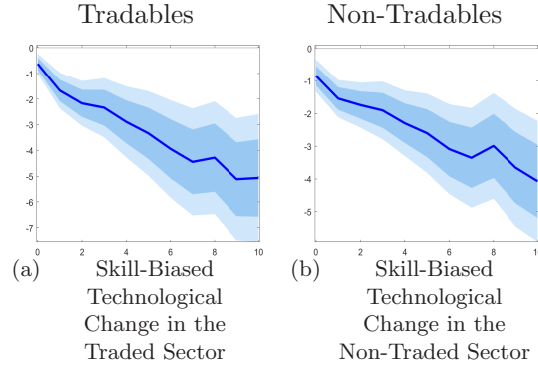 Tradables
Non-Tradables
0
-1
-2
-3
-4
-5
-6
-7
0 2 4 6 8 10
0
-1
-2
-3
-4
-5
0 2 4 6 8 10
(a) Skill-Biased
Technological
Change in the
Traded Sector
(b) Skill-Biased
Technological
Change in the
Non-Traded Sector